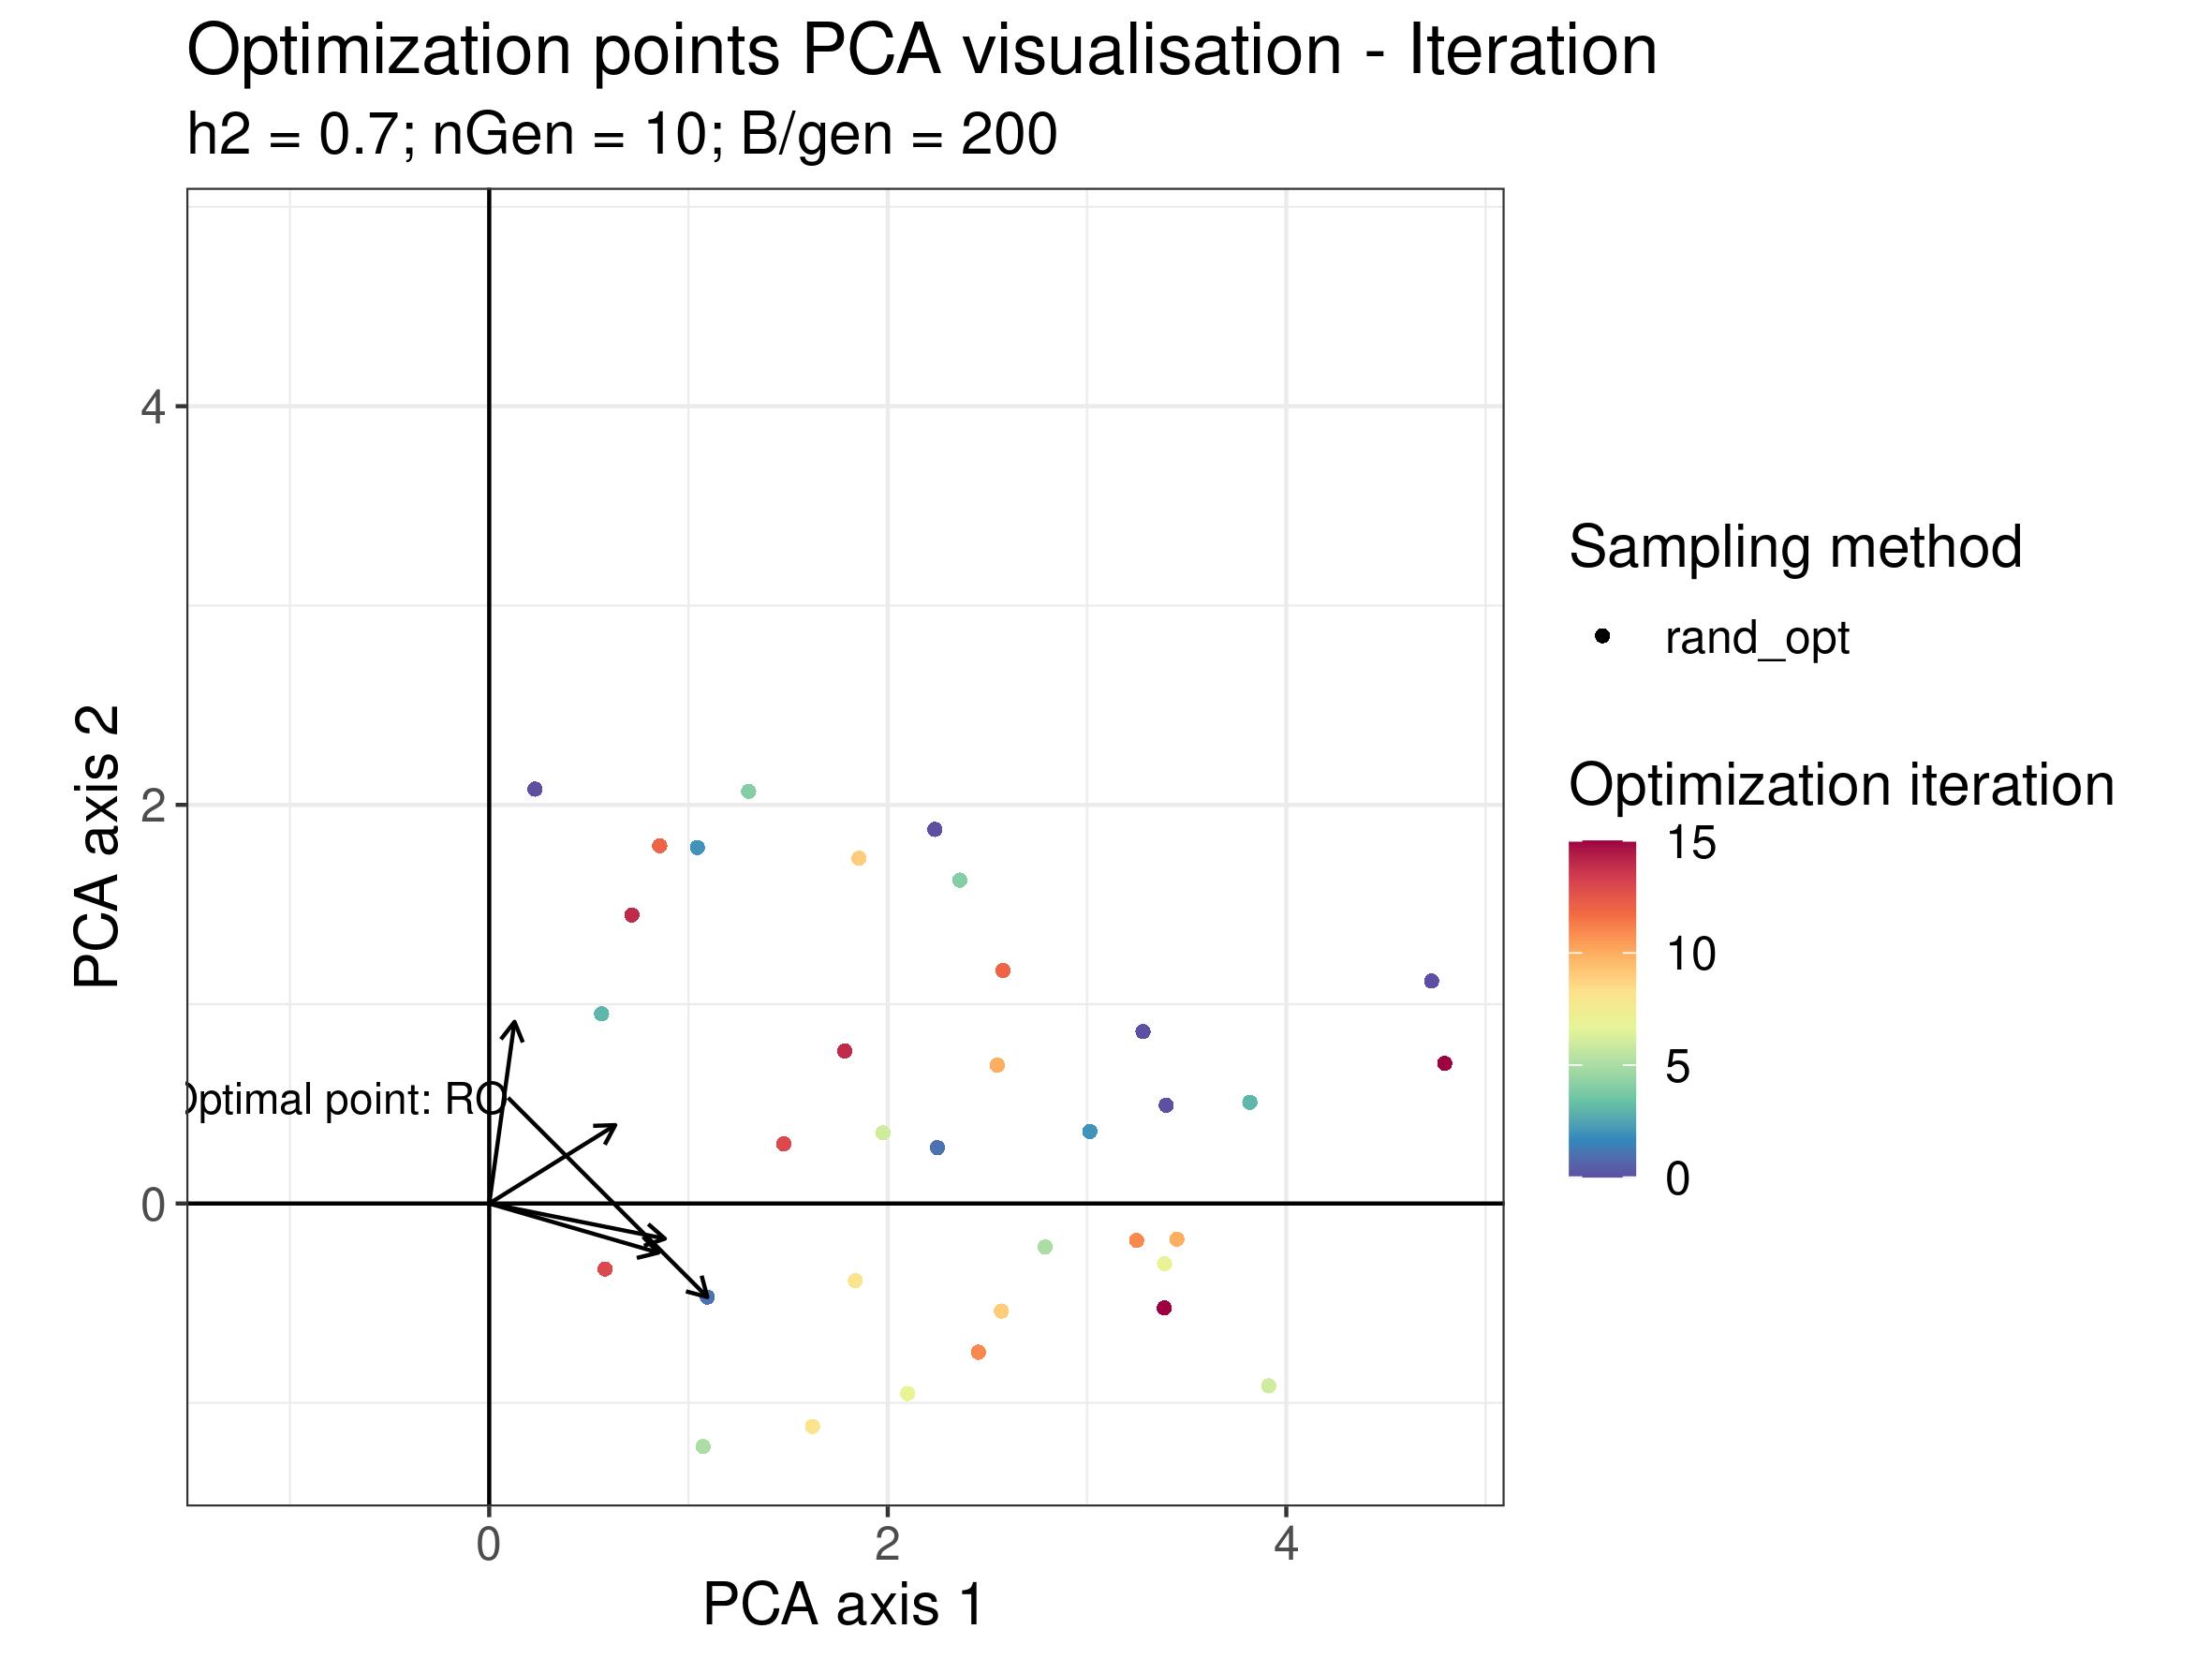 Optimization points PCA visualisation - Iteration
h2 = 0.7; nGen = 10; B/gen = 200
4
2
0
Optimal point: RO
0
2
4
PCA axis 1
PCA axis 2
Sampling method
rand_opt
Optimization iteration
15
10
5
0